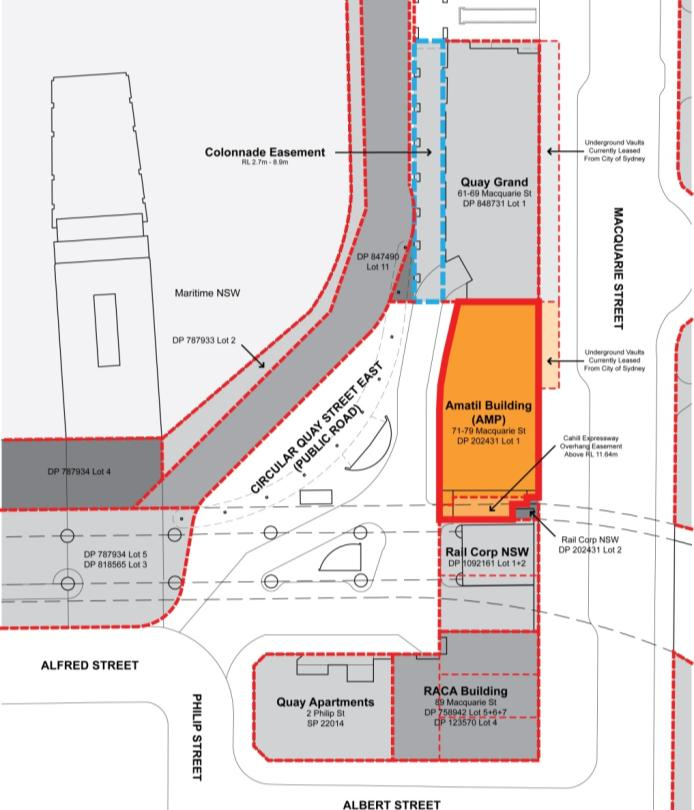 Colonnade Easement
RL 2.7m - 8.9m
Underground Vaults
Currently Leased
From City of Sydney
Quay Grand
61-69 Macquarie St
DP 848731 Lot 1
MACQUARIE STREET
DP 847490
Lot 11
Maritime NSW
DP 787933 Lot 2
Underground Vaults
Currently Leased
From City of Sydney
CIRCULAR QUAY STREET EAST
(PUBLIC ROAD)
Amatil Building
(AMP)
71-79 Macquarie St
DP 202431 Lot 1
Cahill Expressway
Overhang Easement
Above RL 11.64m
DP 787934 Lot 4
Rail Corp NSW
DP 202431 Lot 2
DP 787934 Lot 5
DP 818565 Lot 3
Rail Corp NSW
DP 1092161 Lot 1+2
ALFRED STREET
PHILIP STREET
Quay Apartments
2 Philip St
SP 22014
RACA Building
89 Macquarie St
DP 758942 Lot 5+6+7
DP 123570 Lot 4
ALBERT STREET